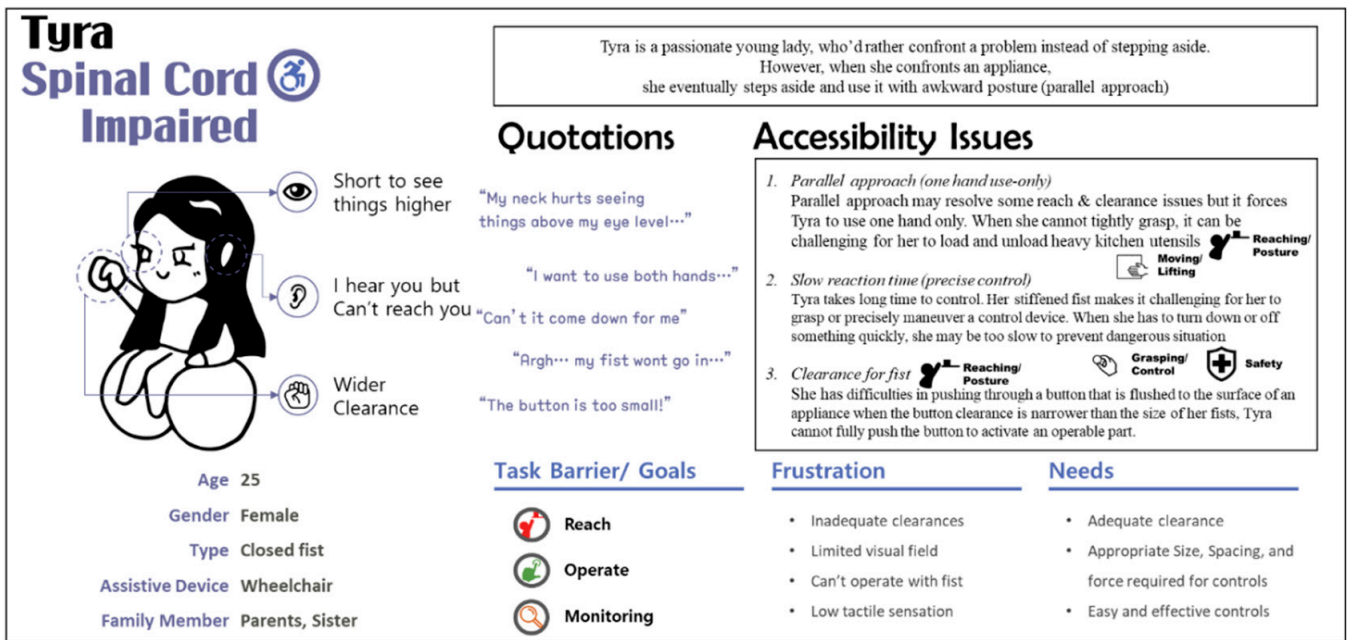 Tyra
Spinal Cord
Impaired
Short to see
things higher
I hear you but
Can't reach you
Wider
Clearance
Age 25
Gender Female
Type Closed fist
Assistive Device Wheelchair
Family Member Parents, Sister
Tyra is a passionate young lady, who'd rather confront a problem instead of stepping aside.
However, when she confronts an appliance,
she eventually steps aside and use it with awkward posture (parallel approach)
Quotations
"My neck hurts seeing
things above my eye level…"
"I want to use both hands…"
"Can't it come down for me"
"Argh… my fist wont go in…"
"The button is too small!"
Accessibility Issues
1. Parallel approach (one hand use-only)
Parallel approach may resolve some reach & clearance issues but it forces
Tyra to use one hand only. When she cannot tightly grasp, it can be
challenging for her to load and unload heavy kitchen utensils
Reaching/
Posture
Moving/
Lifting
2. Slow reaction time (precise control)
Tyra takes long time to control. Her stiffened fist makes it challenging for her to
grasp or precisely maneuver a control device. When she has to turn down or off
something quickly, she may be too slow to prevent dangerous situation
Grasping/
Control
Safety
3. Clearance for fist
Reaching/
Posture
She has difficulties in pushing through a button that is flushed to the surface of an
appliance when the button clearance is narrower than the size of her fists, Tyra
cannot fully push the button to activate an operable part.
Task Barrier/ Goals
Reach
Operate
Monitoring
Frustration
• Inadequate clearances
• Limited visual field
• Can't operate with fist
• Low tactile sensation
Needs
• Adequate clearance
• Appropriate Size, Spacing, and
force required for controls
• Easy and effective controls